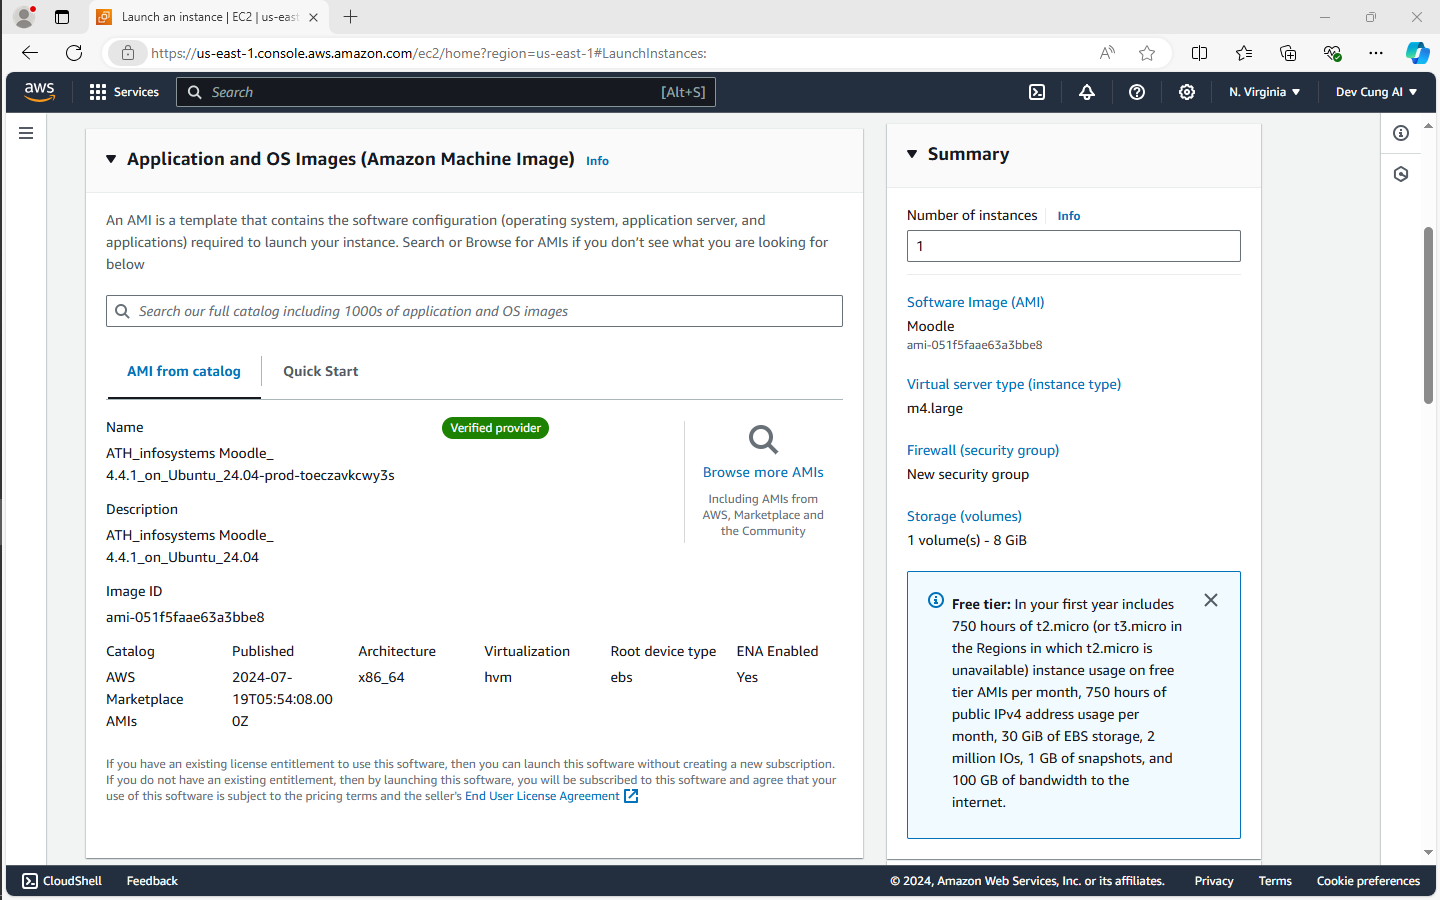 Launch an instance | EC2 | us-east
https://us-east-1.console.aws.amazon.com/ec2/home?region=us-east-1#LaunchInstances:
aws
Services
Search
[Alt+S]
N. Virginia
Dev Cung AI
Application and OS Images (Amazon Machine Image)
Info
An AMI is a template that contains the software configuration (operating system, application server, and
applications) required to launch your instance. Search or Browse for AMIs if you don’t see what you are looking for
below
Search our full catalog including 1000s of application and OS images
AMI from catalog
Quick Start
Name
Verified provider
ATH_infosystems Moodle_
4.4.1_on_Ubuntu_24.04-prod-toeczavkcwy3s
Description
ATH_infosystems Moodle_
4.4.1_on_Ubuntu_24.04
Image ID
ami-051f5faae63a3bbe8
Browse more AMIs
Including AMIs from
AWS, Marketplace and
the Community
Catalog
AWS
Marketplace
AMIs
Published
2024-07-
19T05:54:08.00
0Z
Architecture
x86_64
Virtualization
hvm
Root device type
ebs
ENA Enabled
Yes
If you have an existing license entitlement to use this software, then you can launch this software without creating a new subscription.
If you do not have an existing entitlement, then by launching this software, you will be subscribed to this software and agree that your
use of this software is subject to the pricing terms and the seller's End User License Agreement
Summary
Number of instances
Info
1
Software Image (AMI)
Moodle
ami-051f5faae63a3bbe8
Virtual server type (instance type)
m4.large
Firewall (security group)
New security group
Storage (volumes)
1 volume(s) - 8 GiB
Free tier: In your first year includes
750 hours of t2.micro (or t3.micro in
the Regions in which t2.micro is
unavailable) instance usage on free
tier AMIs per month, 750 hours of
public IPv4 address usage per
month, 30 GiB of EBS storage, 2
million IOs, 1 GB of snapshots, and
100 GB of bandwidth to the
internet.
CloudShell
Feedback
© 2024, Amazon Web Services, Inc. or its affiliates.
Privacy
Terms
Cookie preferences